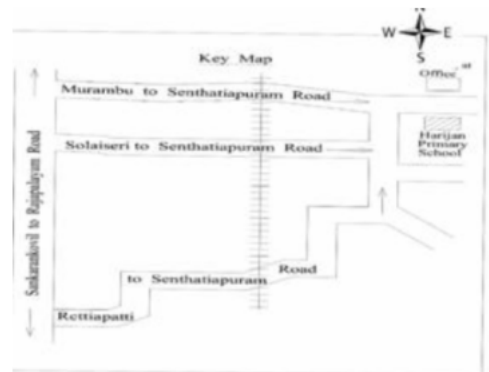 N
W E
S
Key Map
Office
Murambu to Senthatiapuram Road
Harijan
Primary
School
Solaiseri to Senthatiapuram Road
Sankarankovil to Rajapalayam Road
to Senthatiapuram Road
Rettiapatti